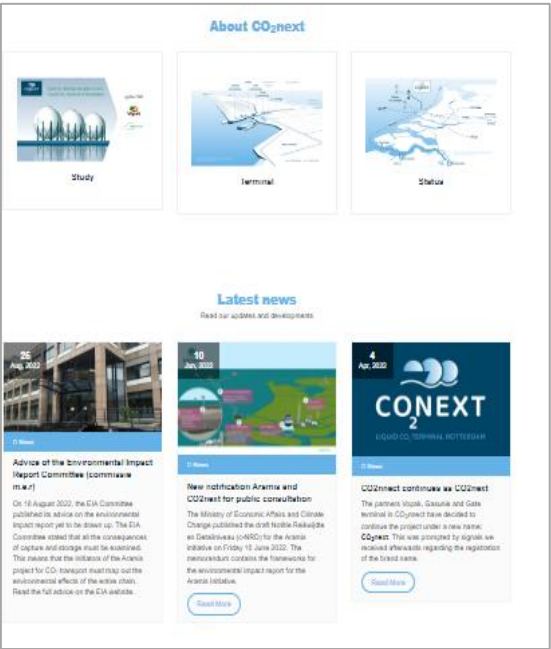 About CO₂next
Study
Terminal
Status
Latest news
Read our updates and developments
25
Aug, 2022
News
Advice of the Environmental Impact
Report Committee (commissie
m.e.r)
On 18 August 2022, the EIA Committee
published its advice on the environmental
impact report yet to be drawn up. The EIA
Committee stated that all the consequences
of capture and storage must be examined.
This means that the initiators of the Aramis
project for CO₂ transport must map out the
environmental effects of the entire chain.
Read the full advice on the EIA website.
10
Jun, 2022
News
New notification Aramis and
CO2next for public consultation
The Ministry of Economic Affairs and Climate
Change published the draft Notitie Reikwijdte
en Detailniveau (c-NRD) for the Aramis
initiative on Friday 10 June 2022. The
memorandum contains the frameworks for
the environmental impact report for the
Aramis Initiative.
Read More
4
Apr, 2022
CO2NEXT
LIQUID CO₂ TERMINAL ROTTERDAM
News
CO2nnect continues as CO2next
The partners Vopak, Gasunie and Gate
terminal in CO₂nnect have decided to
continue the project under a new name:
CO₂next. This was prompted by signals we
received afterwards regarding the registration
of the brand name.
Read More